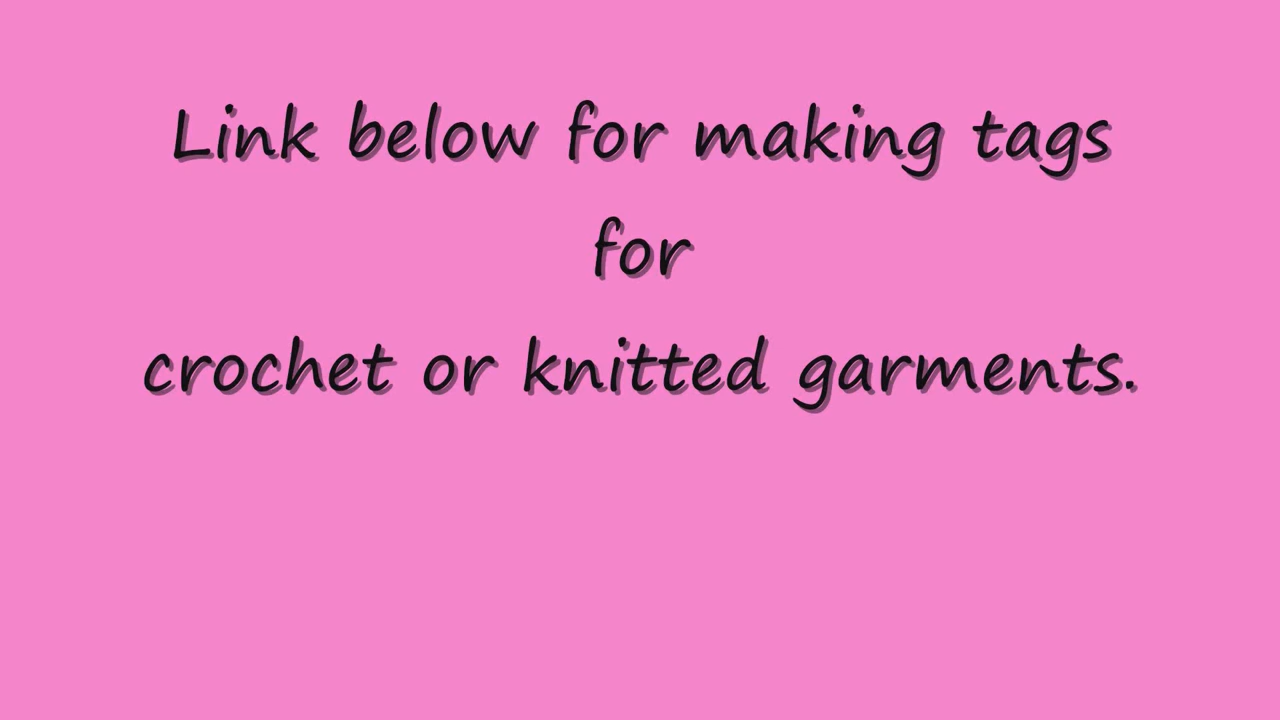 Link below for making tags
for
crochet or knitted garments.